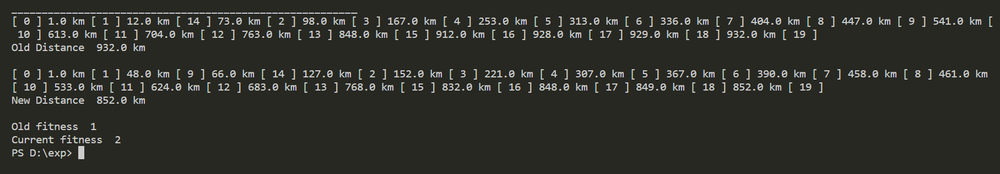 [ 0 ] 1.0 km [ 1 ] 12.0 km [ 14 ] 73.0 km [ 2 ] 98.0 km [ 3 ] 167.0 km [ 4 ] 253.0 km [ 5 ] 313.0 km [ 6 ] 336.0 km [ 7 ] 404.0 km [ 8 ] 447.0 km [ 9 ] 541.0 km [
10 ] 613.0 km [ 11 ] 704.0 km [ 12 ] 763.0 km [ 13 ] 848.0 km [ 15 ] 912.0 km [ 16 ] 928.0 km [ 17 ] 929.0 km [ 18 ] 932.0 km [ 19 ]
Old Distance  932.0 km
[ 0 ] 1.0 km [ 1 ] 48.0 km [ 9 ] 66.0 km [ 14 ] 127.0 km [ 2 ] 152.0 km [ 3 ] 221.0 km [ 4 ] 307.0 km [ 5 ] 367.0 km [ 6 ] 390.0 km [ 7 ] 458.0 km [ 8 ] 461.0 km
[ 10 ] 533.0 km [ 11 ] 624.0 km [ 12 ] 683.0 km [ 13 ] 768.0 km [ 15 ] 832.0 km [ 16 ] 848.0 km [ 17 ] 849.0 km [ 18 ] 852.0 km [ 19 ]
New Distance  852.0 km
Old fitness  1
Current fitness  2
PS D:\exp>